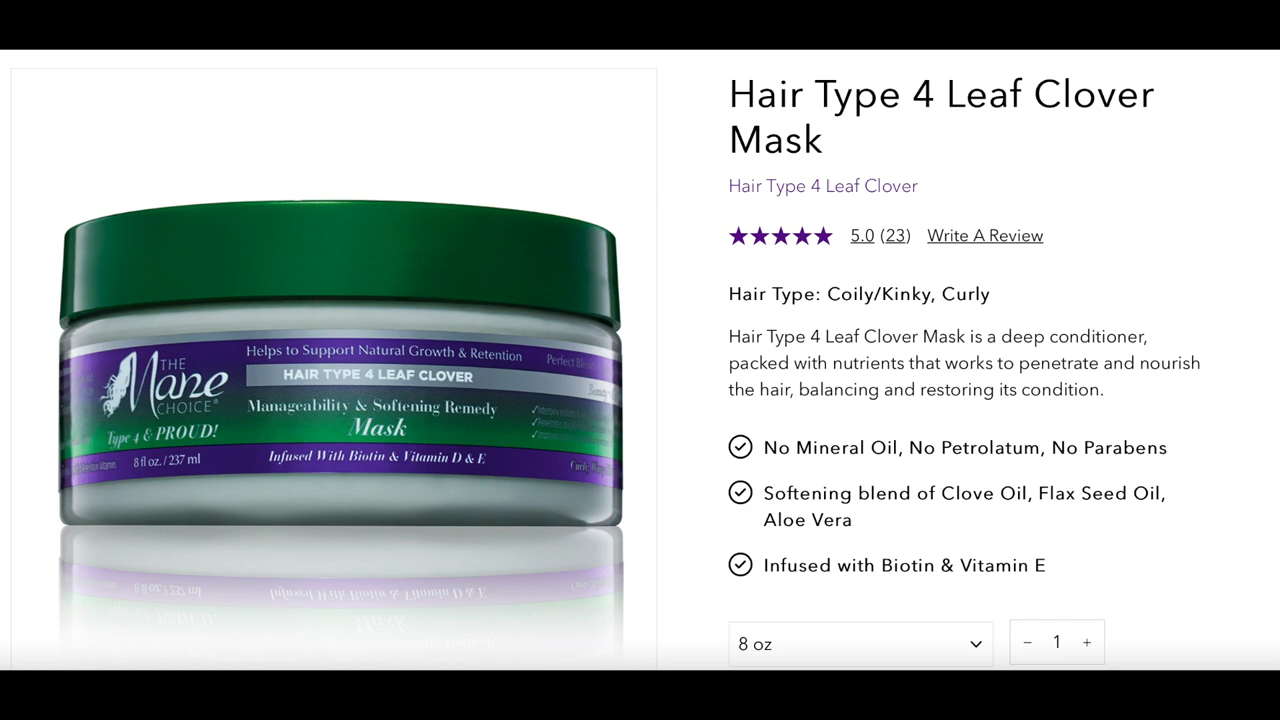 Hair Type 4 Leaf Clover
Mask
Hair Type 4 Leaf Clover
5.0 (23) Write A Review
Hair Type: Coily/Kinky, Curly
Hair Type 4 Leaf Clover Mask is a deep conditioner,
packed with nutrients that works to penetrate and nourish
the hair, balancing and restoring its condition.
No Mineral Oil, No Petrolatum, No Parabens
Softening blend of Clove Oil, Flax Seed Oil,
Aloe Vera
Infused with Biotin & Vitamin E
8 oz
− 1 +
THE
Mane
CHOICE®
Type 4 & PROUD!
8 fl oz. / 237 ml
Helps to Support Natural Growth & Retention
HAIR TYPE 4 LEAF CLOVER
Manageability & Softening Remedy
Mask
Infused With Biotin & Vitamin D & E
Perfect